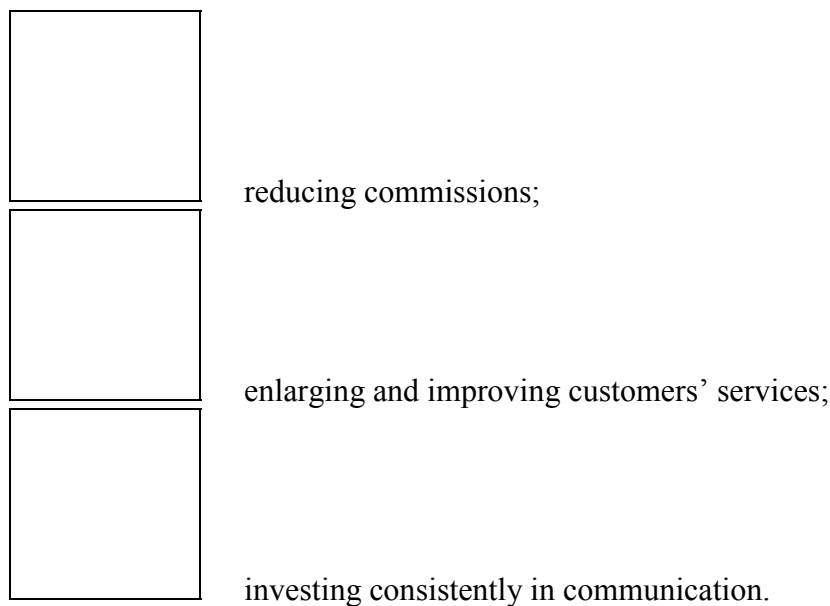 reducing commissions;
enlarging and improving customers’ services;
investing consistently in communication.